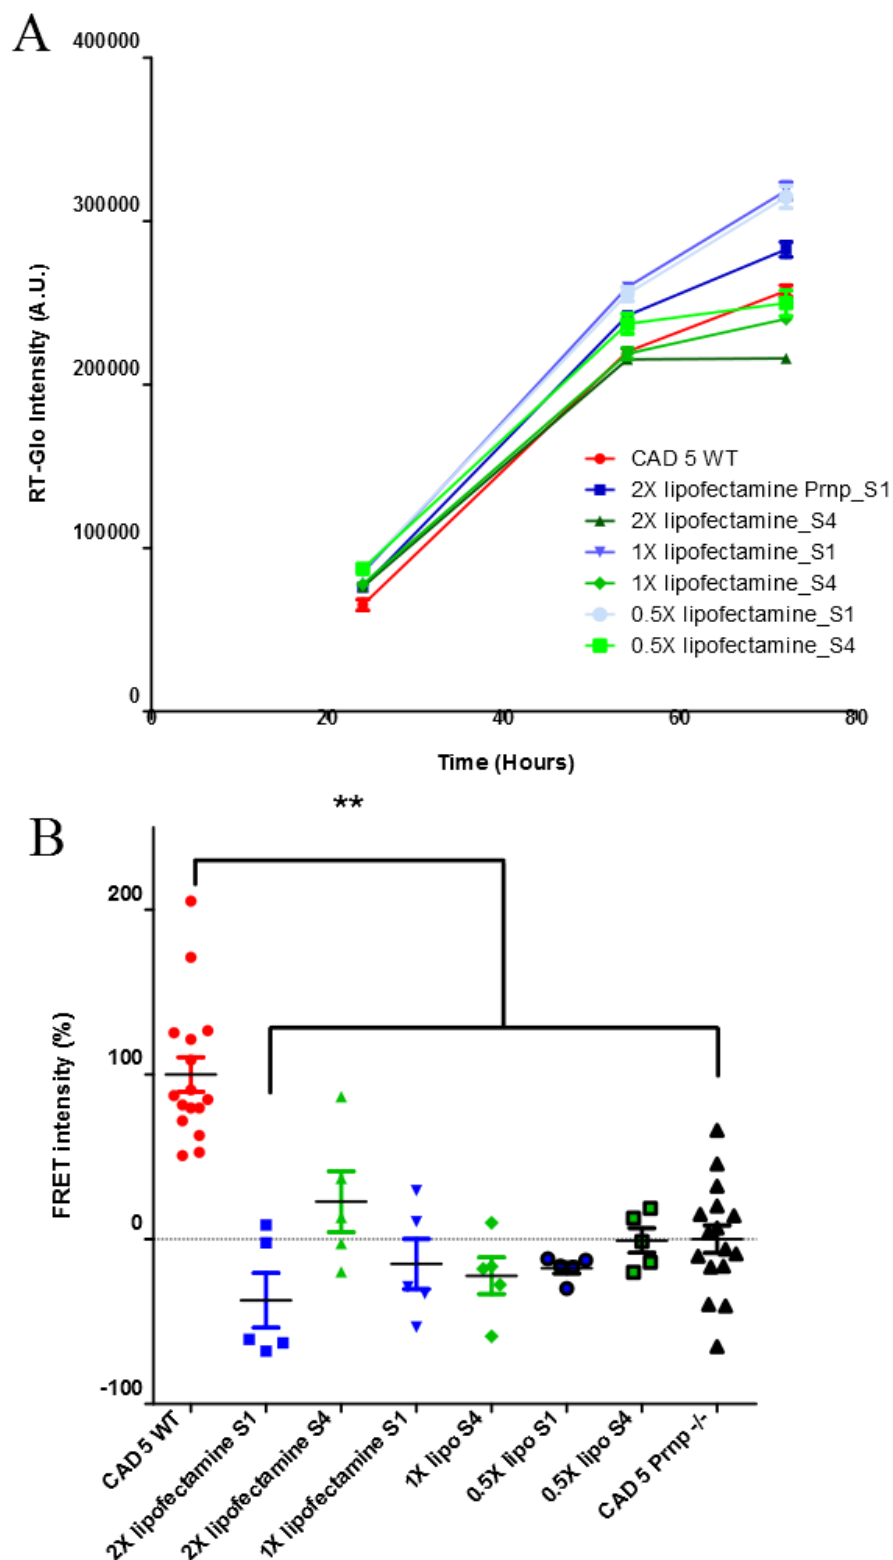 A
400000
300000
200000
100000
0
RT-Glo Intensity (A.U.)
CAD 5 WT
2X lipofectamine Prnp_S1
2X lipofectamine_S4
1X lipofectamine_S1
1X lipofectamine_S4
0.5X lipofectamine_S1
0.5X lipofectamine_S4
0 20 40 60 80
Time (Hours)
**
B
200
100
0
-100
FRET intensity (%)
CAD 5 WT
2X lipofectamine S1
2X lipofectamine S4
1X lipofectamine S1
1X lipo S4
0.5X lipo S1
0.5X lipo S4
CAD 5 Prnp -/-